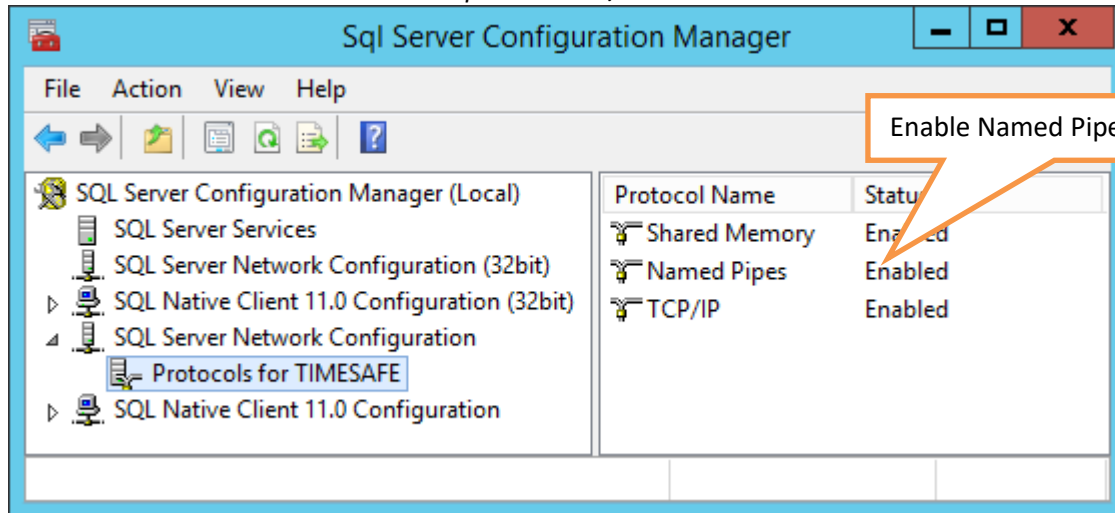 Sql Server Configuration Manager
File Action View Help
Enable Named Pipe
SQL Server Configuration Manager (Local)
SQL Server Services
SQL Server Network Configuration (32bit)
SQL Native Client 11.0 Configuration (32bit)
SQL Server Network Configuration
Protocols for TIMESAFE
SQL Native Client 11.0 Configuration
Protocol Name Statu
Shared Memory Enabled
Named Pipes Enabled
TCP/IP Enabled